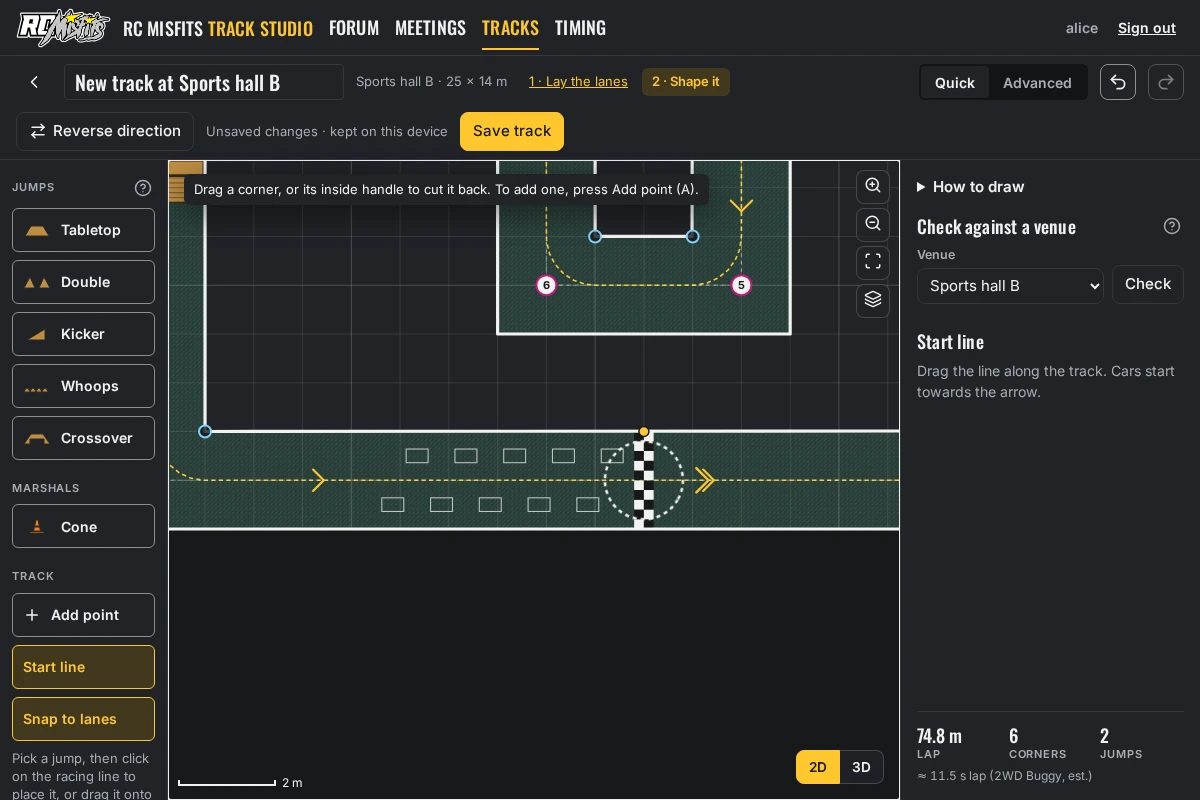 RC Misfits
RC MISFITS TRACK STUDIO FORUM MEETINGS TRACKS TIMING
alice Sign out
New track at Sports hall B
Sports hall B · 25 × 14 m
1 · Lay the lanes
2 · Shape it
Quick Advanced
Reverse direction
Unsaved changes · kept on this device
Save track
JUMPS
Tabletop
Double
Kicker
Whoops
Crossover
MARSHALS
Cone
TRACK
Add point
Start line
Snap to lanes
Pick a jump, then click
on the racing line to
place it, or drag it onto
Drag a corner, or its inside handle to cut it back. To add one, press Add point (A).
6
5
2 m
2D 3D
How to draw
Check against a venue
Venue
Sports hall B
Check
Start line
Drag the line along the track. Cars start
towards the arrow.
74.8 m 6 2
LAP CORNERS JUMPS
≈ 11.5 s lap (2WD Buggy, est.)